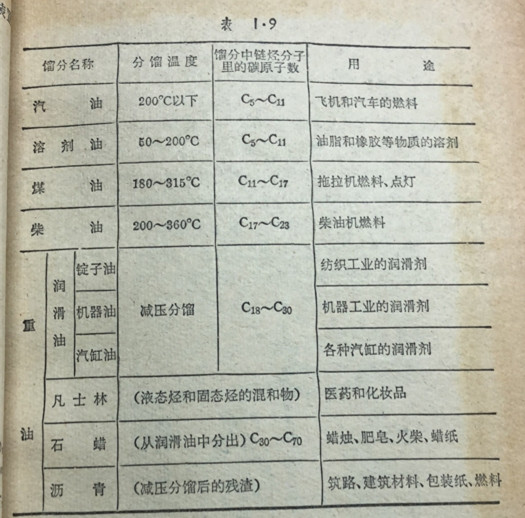 表 1·9
馏分名称 分馏温度 馏分中链烃分子里的碳原子数 用途
汽油 200°C以下 C₅～C₁₁ 飞机和汽车的燃料
溶剂油 50～200°C C₅～C₁₁ 油脂和橡胶等物质的溶剂
煤油 180～315°C C₁₁～C₁₇ 拖拉机燃料、点灯
柴油 200～360°C C₁₇～C₂₃ 柴油机燃料
重油
润滑油
锭子油 纺织工业的润滑剂
机器油 减压分馏 C₁₈～C₃₀ 机器工业的润滑剂
汽缸油 各种汽缸的润滑剂
凡士林 (液态烃和固态烃的混和物) 医药和化妆品
石蜡 (从润滑油中分出) C₃₀～C₇₀ 蜡烛、肥皂、火柴、蜡纸
沥青 (减压分馏后的残渣) 筑路、建筑材料、包装纸、燃料